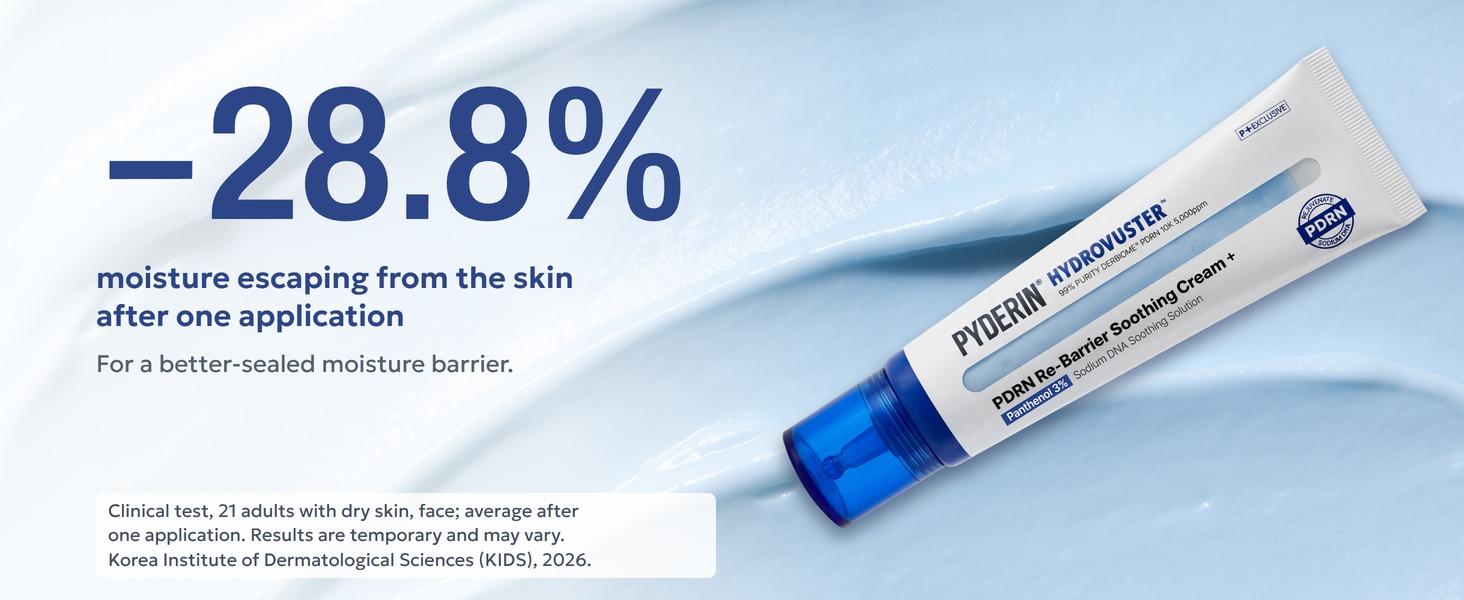 −28.8%
moisture escaping from the skin
after one application
For a better-sealed moisture barrier.
Clinical test, 21 adults with dry skin, face; average after
one application. Results are temporary and may vary.
Korea Institute of Dermatological Sciences (KIDS), 2026.
P+EXCLUSIVE
PYDERIN® HYDROVUSTER™
99% PURITY DERBIOME® PDRN 10K 5,000ppm
REJUVENATE
PDRN
SODIUM DNA
PDRN Re-Barrier Soothing Cream +
Panthenol 3% Sodium DNA Soothing Solution